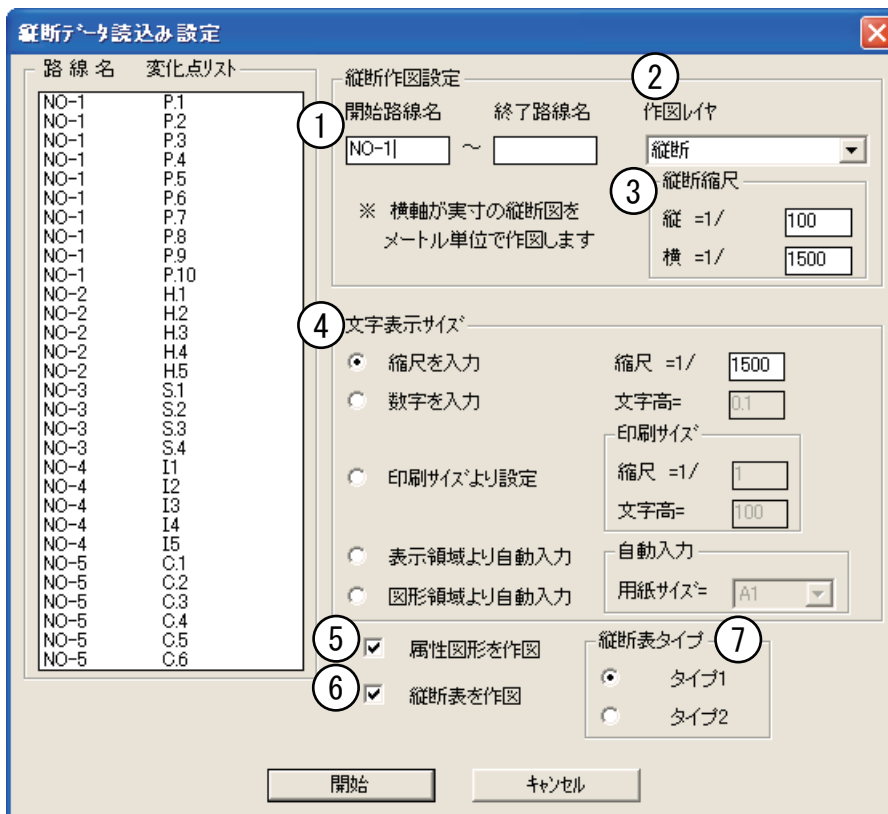 縦断ﾃﾞｰﾀ読込み設定
路線名 変化点リスト
NO-1 P.1
NO-1 P.2
NO-1 P.3
NO-1 P.4
NO-1 P.5
NO-1 P.6
NO-1 P.7
NO-1 P.8
NO-1 P.9
NO-1 P.10
NO-2 H.1
NO-2 H.2
NO-2 H.3
NO-2 H.4
NO-2 H.5
NO-3 S.1
NO-3 S.2
NO-3 S.3
NO-3 S.4
NO-4 I.1
NO-4 I.2
NO-4 I.3
NO-4 I.4
NO-4 I.5
NO-5 C.1
NO-5 C.2
NO-5 C.3
NO-5 C.4
NO-5 C.5
NO-5 C.6
縦断作図設定
① 開始路線名 終了路線名
NO-1 ～
※ 横軸が実寸の縦断図を
メートル単位で作図します
②
作図ﾚｲﾔ
縦断
③ 縦断縮尺
縦 =1/ 100
横 =1/ 1500
④ 文字表示ｻｲｽﾞ
縮尺を入力 縮尺 =1/ 1500
数字を入力 文字高= 0.1
印刷ｻｲｽﾞ
印刷ｻｲｽﾞより設定 縮尺 =1/ 1
文字高= 100
表示領域より自動入力 自動入力
図形領域より自動入力 用紙ｻｲｽﾞ= A1
⑤ 属性図形を作図
⑥ 縦断表を作図
縦断表タイプ ⑦
タイプ1
タイプ2
開始 ｷｬﾝｾﾙ